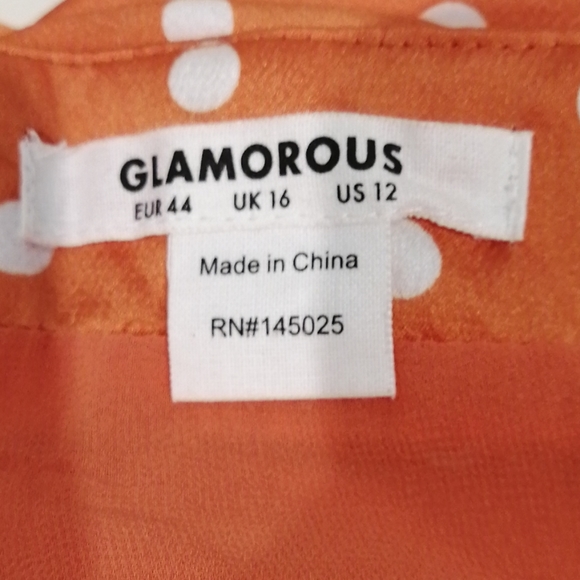 GLAMOROUS
EUR 44 UK 16 US 12
Made in China
RN#145025